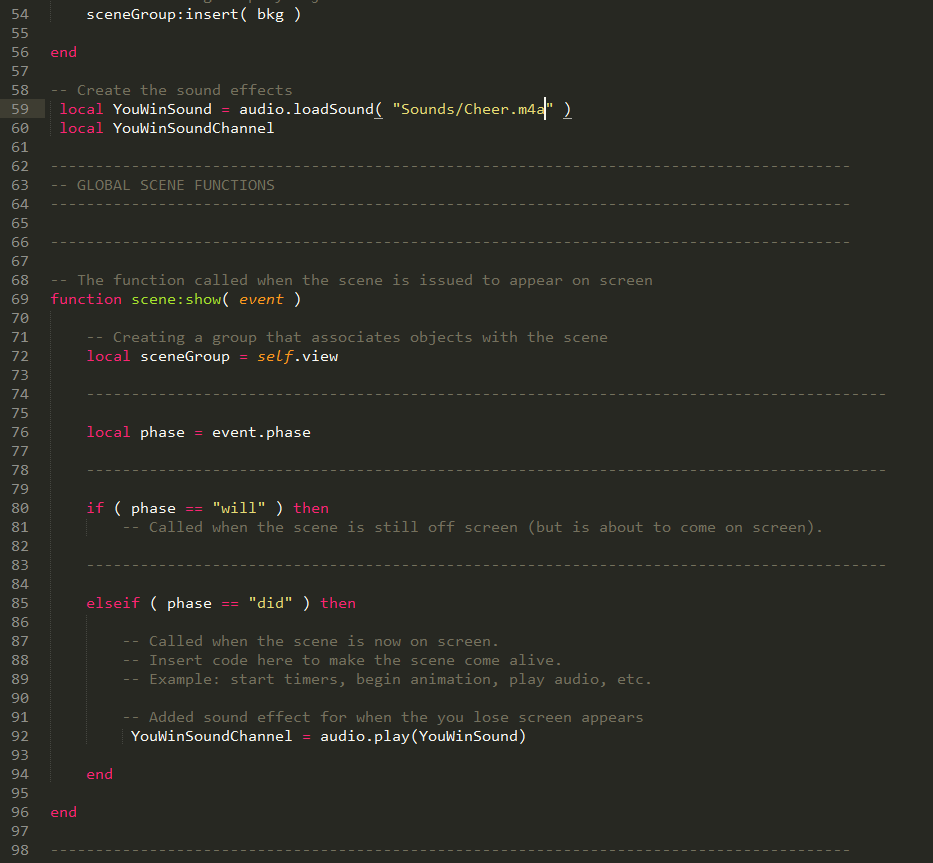 54 sceneGroup:insert( bkg )
55
56 end
57
58 -- Create the sound effects
59 local YouWinSound = audio.loadSound( "Sounds/Cheer.m4a" )
60 local YouWinSoundChannel
61
62 -----------------------------------------------------------------------------------------
63 -- GLOBAL SCENE FUNCTIONS
64 -----------------------------------------------------------------------------------------
65
66 -----------------------------------------------------------------------------------------
67
68 -- The function called when the scene is issued to appear on screen
69 function scene:show( event )
70
71 -- Creating a group that associates objects with the scene
72 local sceneGroup = self.view
73
74 -----------------------------------------------------------------------------------------
75
76 local phase = event.phase
77
78 -----------------------------------------------------------------------------------------
79
80 if ( phase == "will" ) then
81 -- Called when the scene is still off screen (but is about to come on screen).
82
83 -----------------------------------------------------------------------------------------
84
85 elseif ( phase == "did" ) then
86
87 -- Called when the scene is now on screen.
88 -- Insert code here to make the scene come alive.
89 -- Example: start timers, begin animation, play audio, etc.
90
91 -- Added sound effect for when the you lose screen appears
92 YouWinSoundChannel = audio.play(YouWinSound)
93
94 end
95
96 end
97
98 -----------------------------------------------------------------------------------------